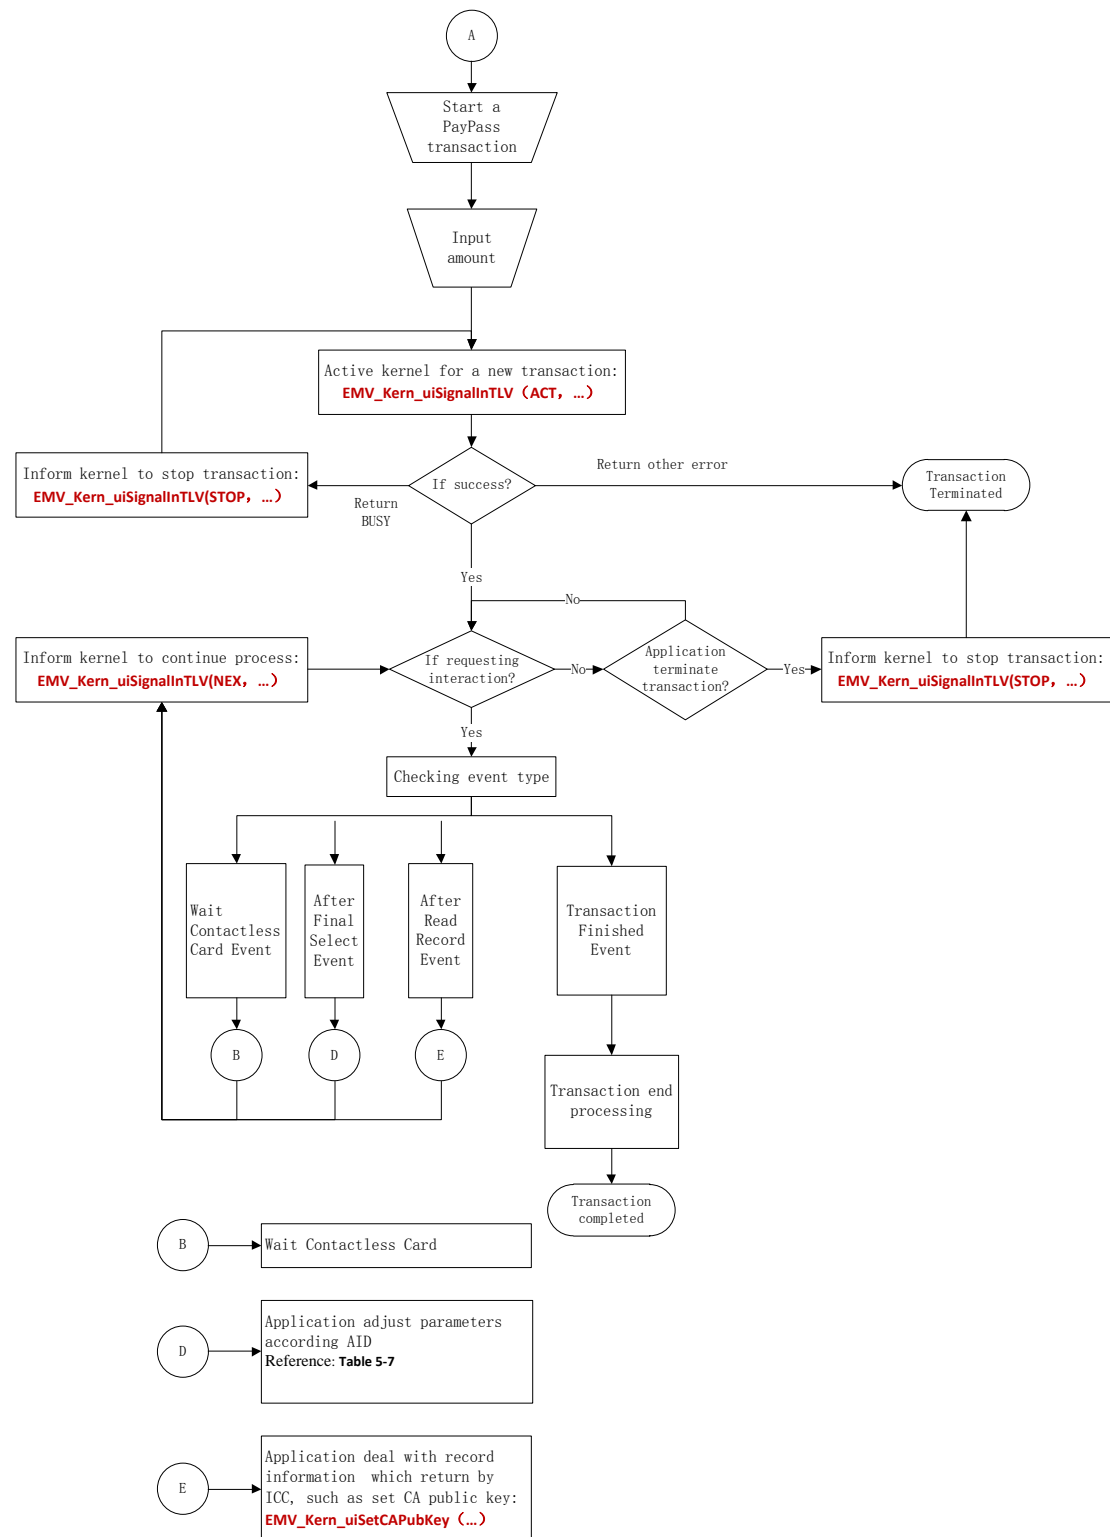 A
Start a
PayPass
transaction
Input
amount
Active kernel for a new transaction:
EMV_Kern_uiSignalInTLV（ACT，…）
Inform kernel to stop transaction:
EMV_Kern_uiSignalInTLV(STOP，…）
Return
BUSY
If success?
Return other error
Transaction
Terminated
Yes
No
Inform kernel to continue process:
EMV_Kern_uiSignalInTLV(NEX，…）
If requesting
interaction?
No
Application
terminate
transaction?
Yes
Inform kernel to stop transaction:
EMV_Kern_uiSignalInTLV(STOP，…）
Yes
Checking event type
Wait
Contactless
Card Event
After
Final
Select
Event
After
Read
Record
Event
Transaction
Finished
Event
B
D
E
Transaction end
processing
Transaction
completed
B
Wait Contactless Card
D
Application adjust parameters
according AID
Reference: Table 5-7
E
Application deal with record
information  which return by
ICC, such as set CA public key:
EMV_Kern_uiSetCAPubKey（…）